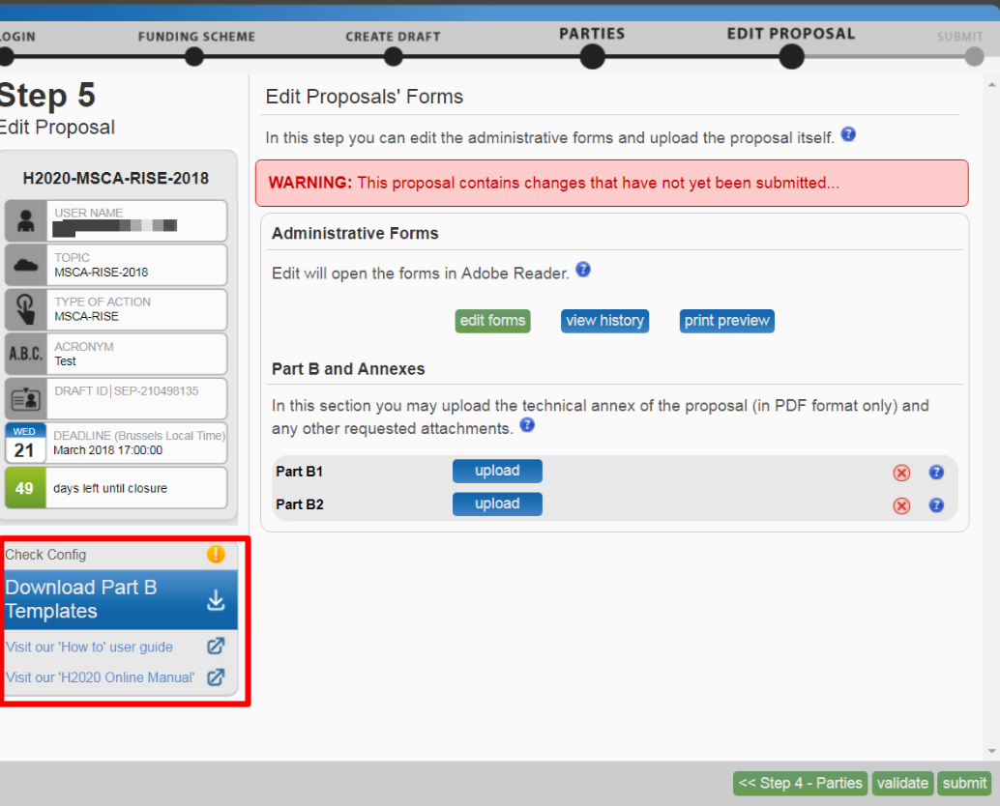 LOGIN
FUNDING SCHEME
CREATE DRAFT
PARTIES
EDIT PROPOSAL
SUBMIT
Step 5
Edit Proposal
H2020-MSCA-RISE-2018
USER NAME
TOPIC
MSCA-RISE-2018
TYPE OF ACTION
MSCA-RISE
A.B.C.
ACRONYM
Test
DRAFT ID|SEP-210498135
WED
21
DEADLINE (Brussels Local Time)
March 2018 17:00:00
49
days left until closure
Check Config
Download Part B
Templates
Visit our 'How to' user guide
Visit our 'H2020 Online Manual'
Edit Proposals' Forms
In this step you can edit the administrative forms and upload the proposal itself.
WARNING: This proposal contains changes that have not yet been submitted...
Administrative Forms
Edit will open the forms in Adobe Reader.
edit forms
view history
print preview
Part B and Annexes
In this section you may upload the technical annex of the proposal (in PDF format only) and
any other requested attachments.
Part B1
upload
Part B2
upload
<< Step 4 - Parties
validate
submit